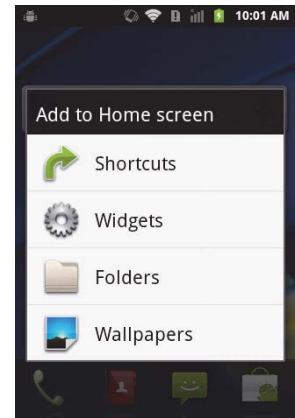 10:01 AM
Add to Home screen
Shortcuts
Widgets
Folders
Wallpapers